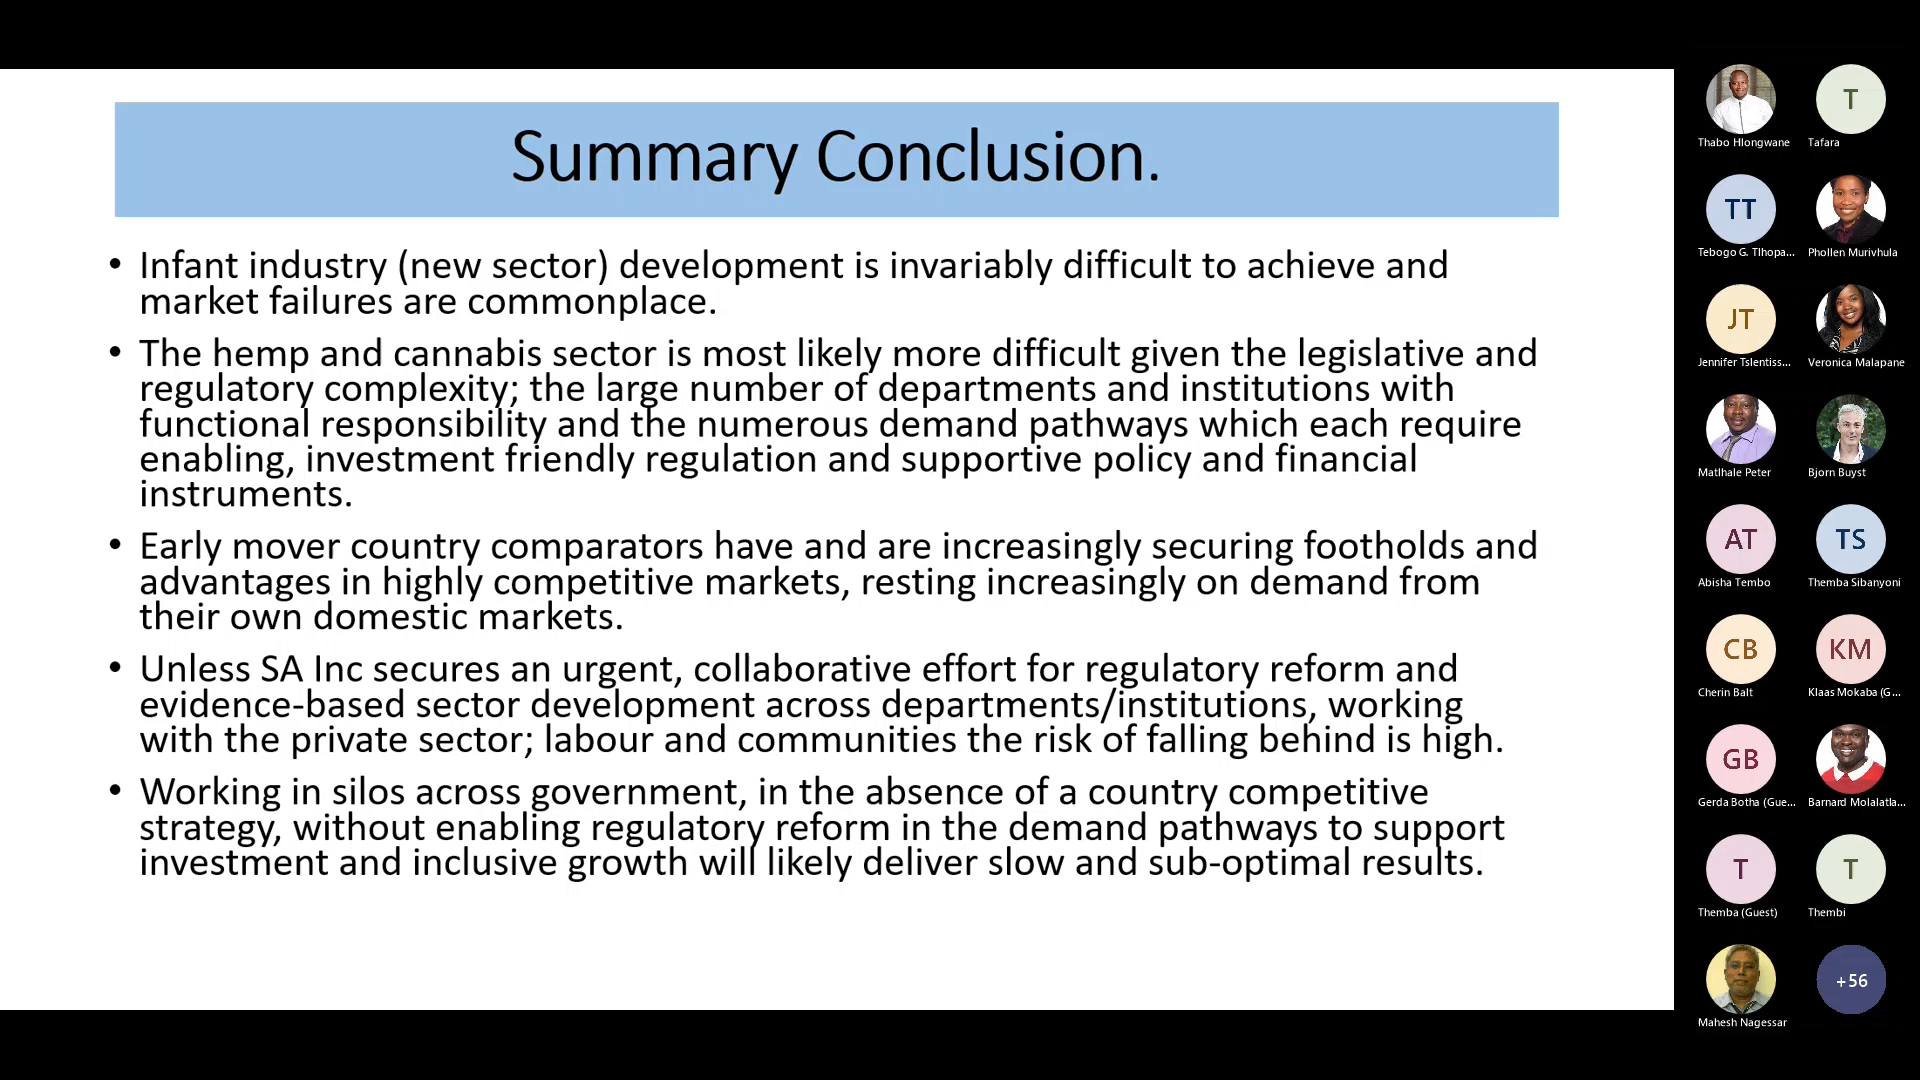 Summary Conclusion.
• Infant industry (new sector) development is invariably difficult to achieve and
market failures are commonplace.
• The hemp and cannabis sector is most likely more difficult given the legislative and
regulatory complexity; the large number of departments and institutions with
functional responsibility and the numerous demand pathways which each require
enabling, investment friendly regulation and supportive policy and financial
instruments.
• Early mover country comparators have and are increasingly securing footholds and
advantages in highly competitive markets, resting increasingly on demand from
their own domestic markets.
• Unless SA Inc secures an urgent, collaborative effort for regulatory reform and
evidence-based sector development across departments/institutions, working
with the private sector; labour and communities the risk of falling behind is high.
• Working in silos across government, in the absence of a country competitive
strategy, without enabling regulatory reform in the demand pathways to support
investment and inclusive growth will likely deliver slow and sub-optimal results.
T
Thabo Hlongwane
Tafara
TT
Tebogo G. Tlhopa...
Phollen Murivhula
JT
Jennifer Tslentiss...
Veronica Malapane
Matlhale Peter
Bjorn Buyst
AT
TS
Abisha Tembo
Themba Sibanyoni
CB
KM
Cherin Balt
Klaas Mokaba (G...
GB
Gerda Botha (Gue...
Barnard Molalatla...
T
T
Themba (Guest)
Thembi
+56
Mahesh Nagessar